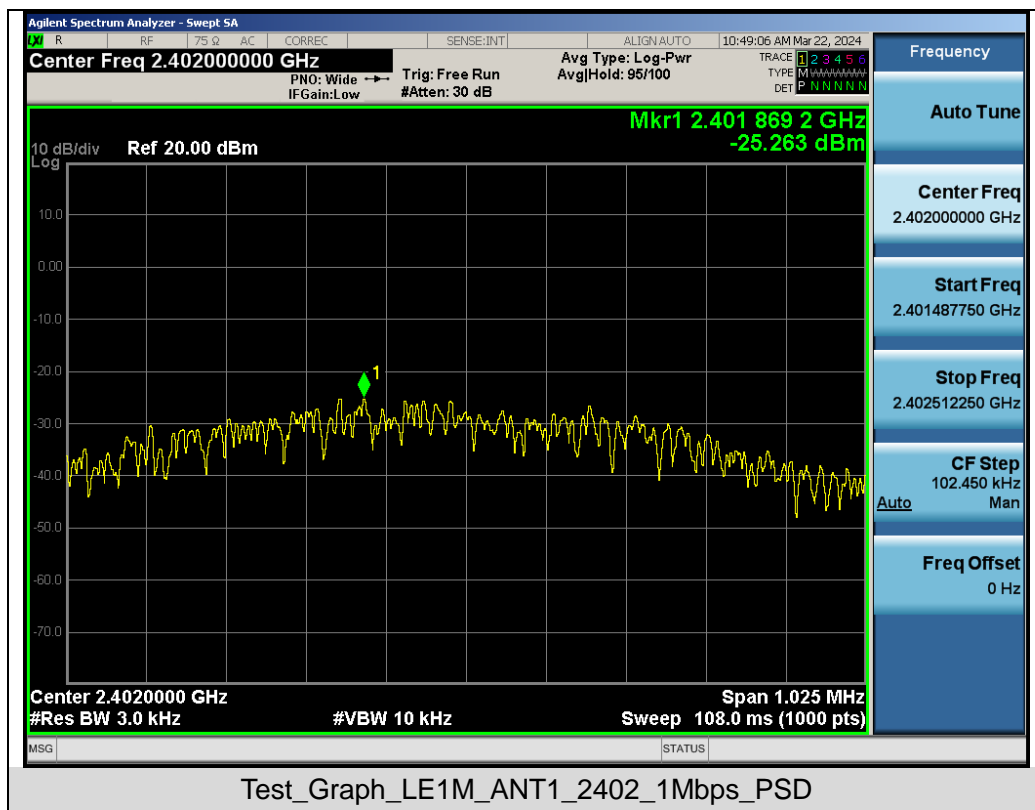 Agilent Spectrum Analyzer - Swept SA
LXI R RF 75 Ω AC CORREC SENSE:INT ALIGN AUTO 10:49:06 AM Mar 22, 2024
Center Freq 2.402000000 GHz
PNO: Wide
IFGain:Low
Trig: Free Run
#Atten: 30 dB
Avg Type: Log-Pwr
Avg|Hold: 95/100
TRACE 1 2 3 4 5 6
TYPE M WWWWW
DET P N N N N N
Mkr1 2.401 869 2 GHz
-25.263 dBm
10 dB/div Ref 20.00 dBm
Log
10.0
0.00
-10.0
-20.0
1
-30.0
-40.0
-50.0
-60.0
-70.0
Center 2.4020000 GHz Span 1.025 MHz
#Res BW 3.0 kHz #VBW 10 kHz Sweep 108.0 ms (1000 pts)
MSG STATUS
Frequency
Auto Tune
Center Freq
2.402000000 GHz
Start Freq
2.401487750 GHz
Stop Freq
2.402512250 GHz
CF Step
102.450 kHz
Auto Man
Freq Offset
0 Hz
Test_Graph_LE1M_ANT1_2402_1Mbps_PSD